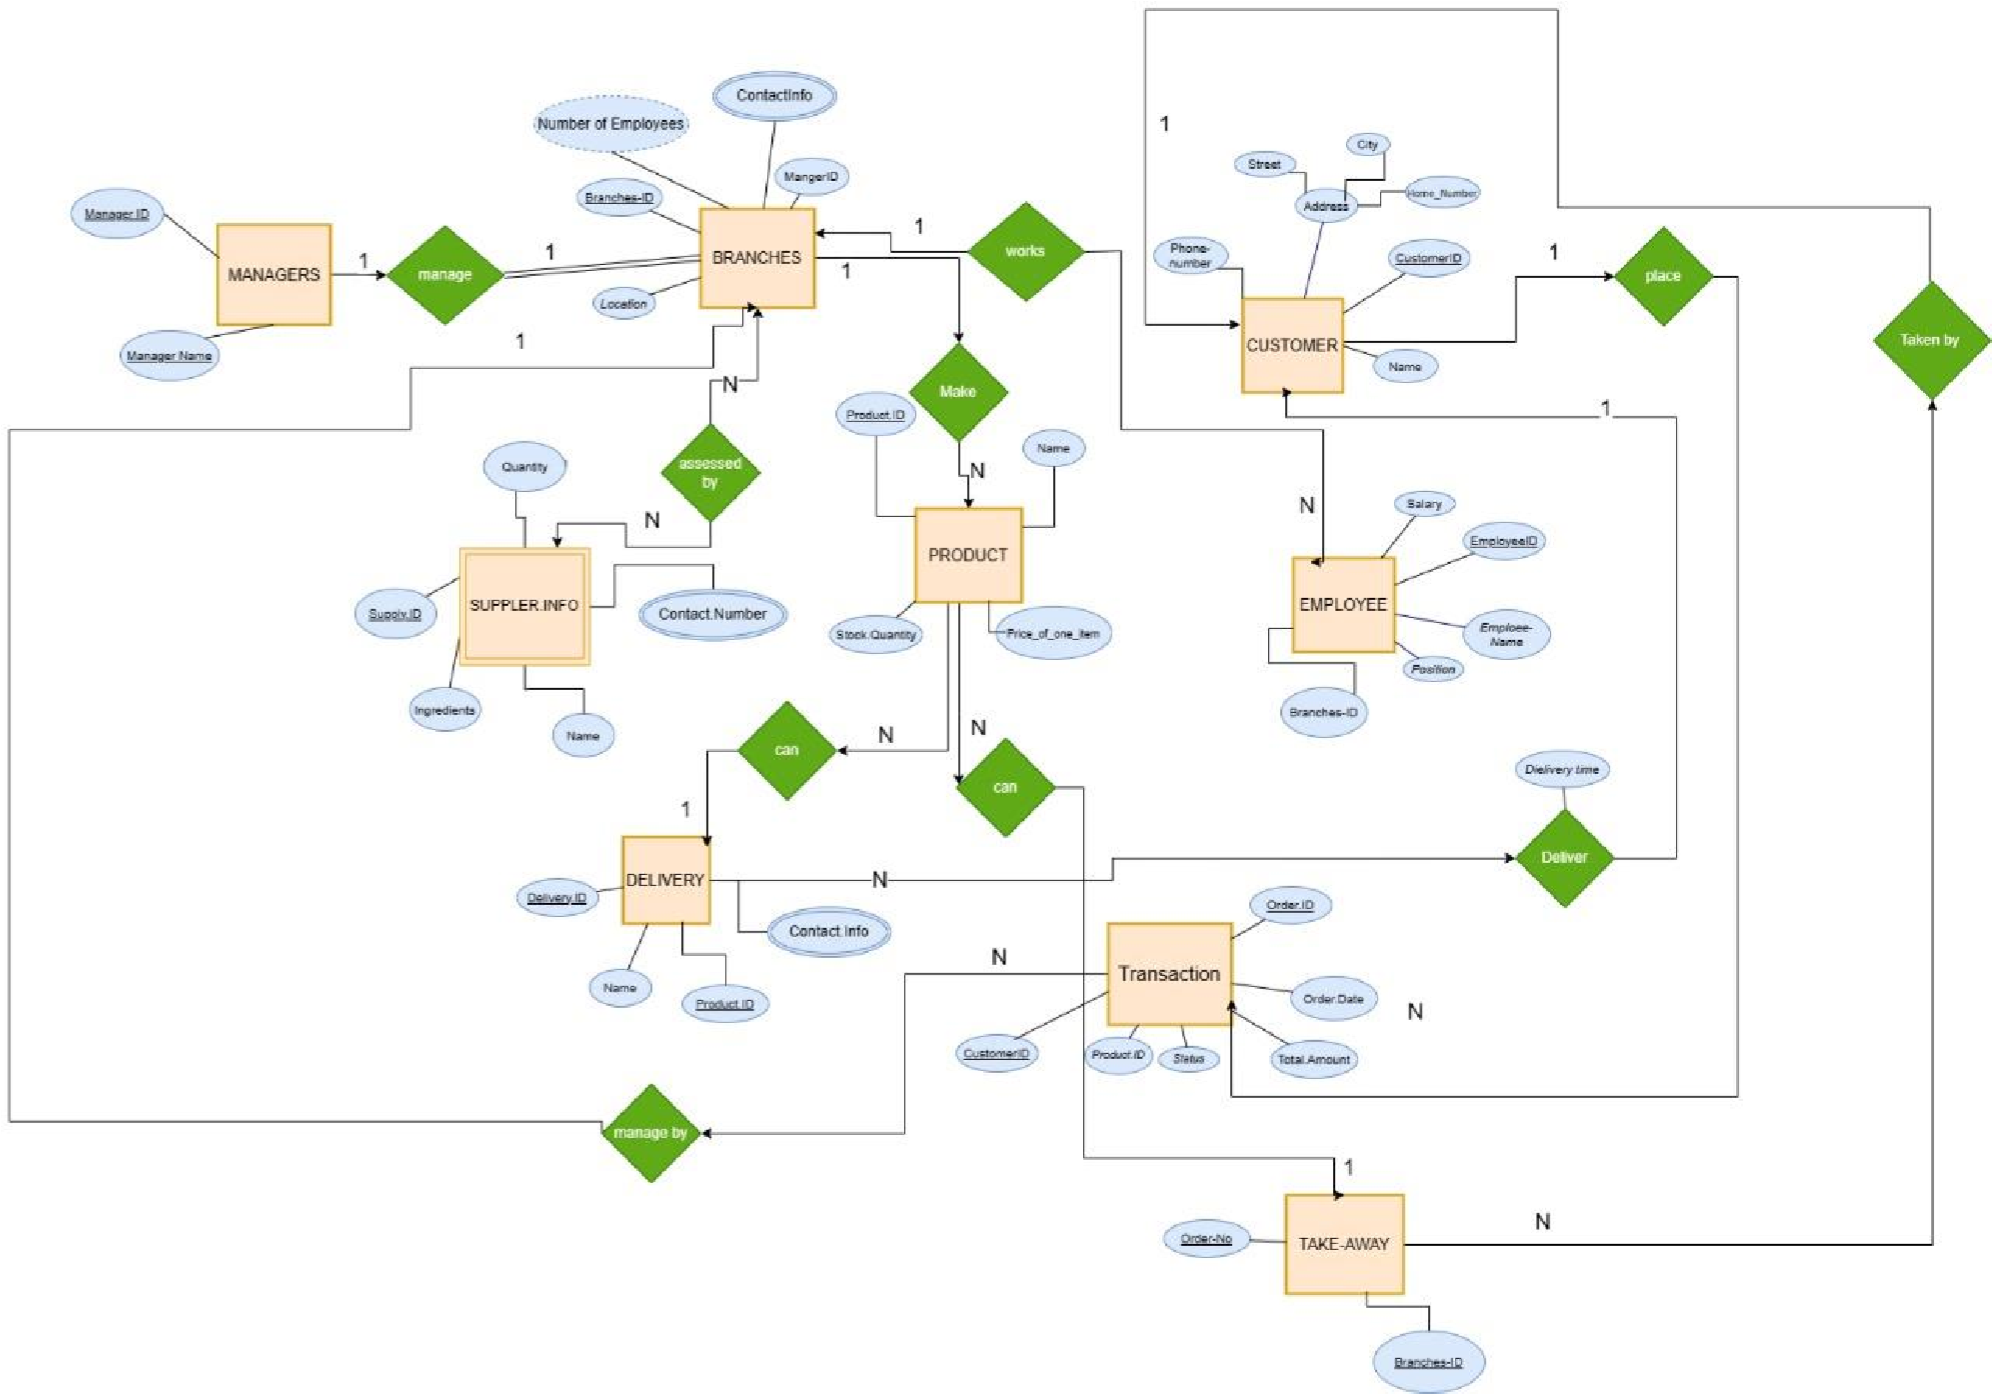 ContactInfo
Number of Employees
1
City
Street
MangerID
Branches-ID
Home_Number
Address
Manager.ID
1
Phone-
number
1
1
1
works
BRANCHES
CustomerID
MANAGERS
manage
1
place
Location
1
CUSTOMER
Taken by
Manager Name
Name
N
Make
1
Product.ID
Name
Quantity
assessed
by
N
N
N
Salary
EmployeeID
PRODUCT
SUPPLER.INFO
EMPLOYEE
Supply.ID
Contact.Number
Stock.Quantity
Price_of_one_item
Emploee-
Name
Position
Ingredients
Name
Branches-ID
N
N
can
can
Dielivery time
1
Deliver
DELIVERY
N
Delivery.ID
Contact.Info
Order.ID
N
Transaction
Name
Product.ID
Order.Date
N
CustomerID
Product.ID
Status
Total.Amount
manage by
1
N
Order-No
TAKE-AWAY
Branches-ID